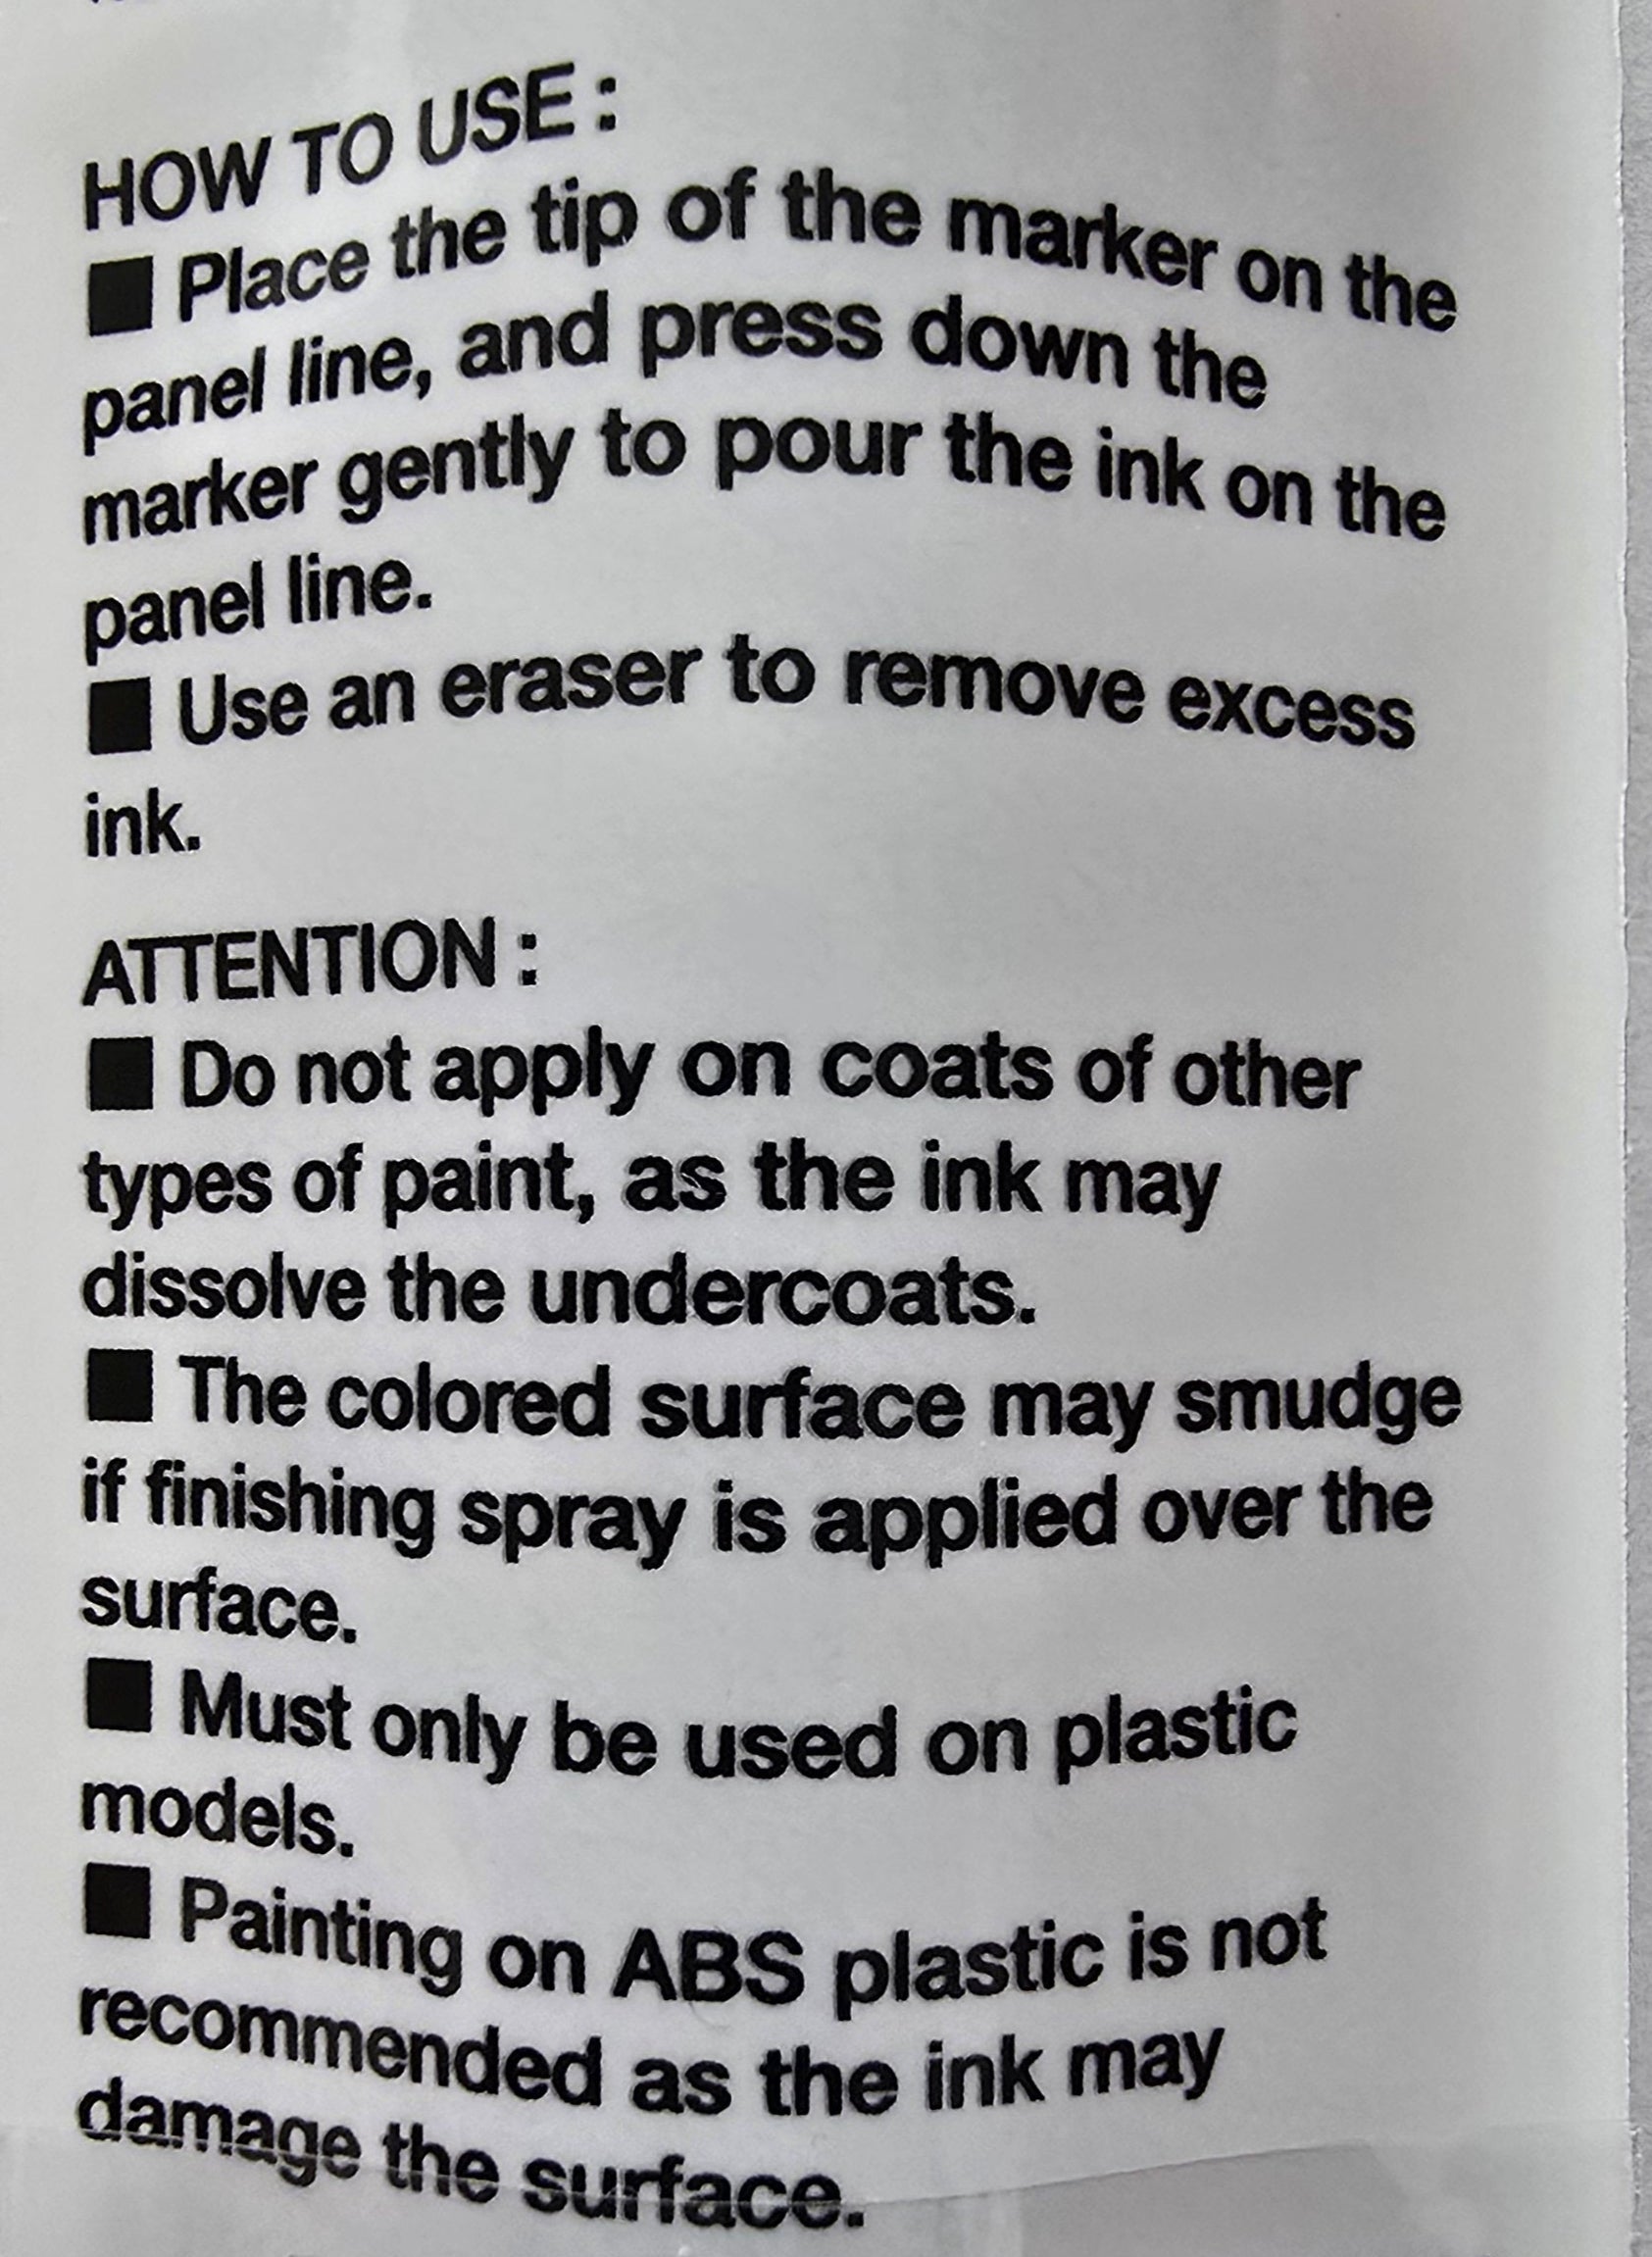 HOW TO USE :
■ Place the tip of the marker on the
panel line, and press down the
marker gently to pour the ink on the
panel line.
■ Use an eraser to remove excess
ink.
ATTENTION :
■ Do not apply on coats of other
types of paint, as the ink may
dissolve the undercoats.
■ The colored surface may smudge
if finishing spray is applied over the
surface.
■ Must only be used on plastic
models.
■ Painting on ABS plastic is not
recommended as the ink may
damage the surface.